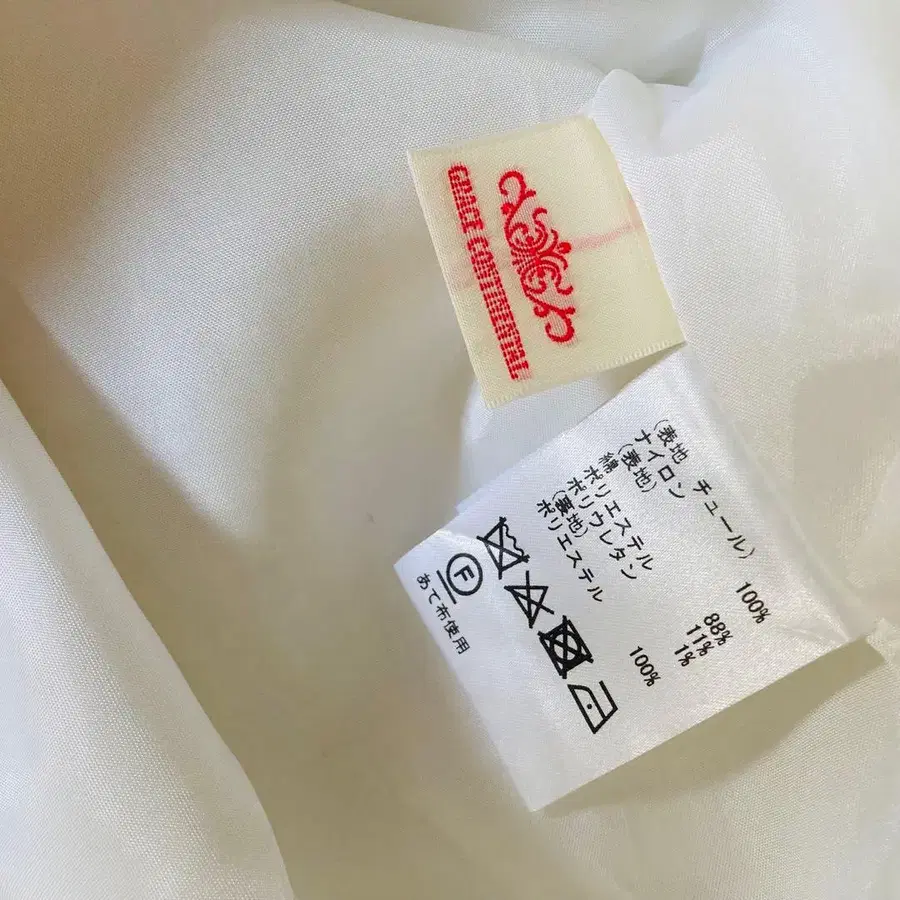 GRACE CONTINENTAL
(表地 チュール)
ナイロン 100%
(表地)
綿 88%
ポリエステル 11%
ポリウレタン 1%
(裏地)
ポリエステル 100%
F
あて布使用